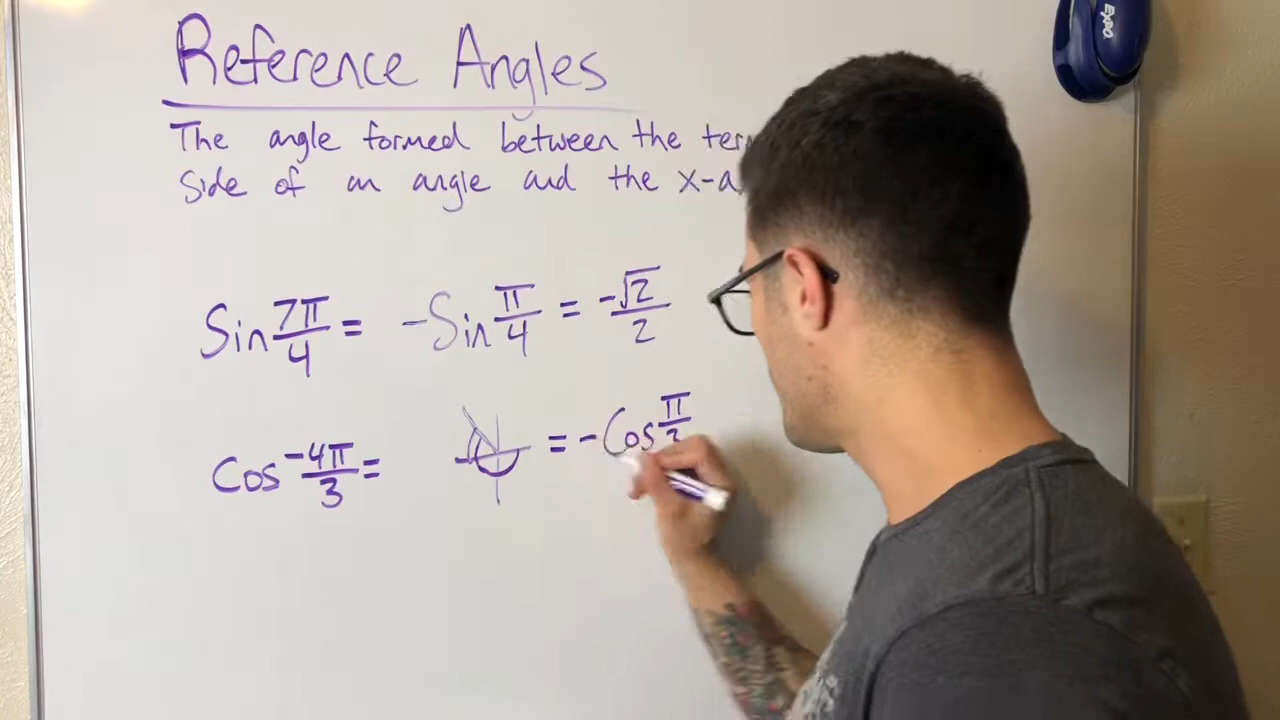 Reference Angles
The angle formed between the
side of an angle and the
Sin 7π/4 = -Sin π/4 = -√2/2
Cos -4π/3 = = -Cos π/3
EXPO